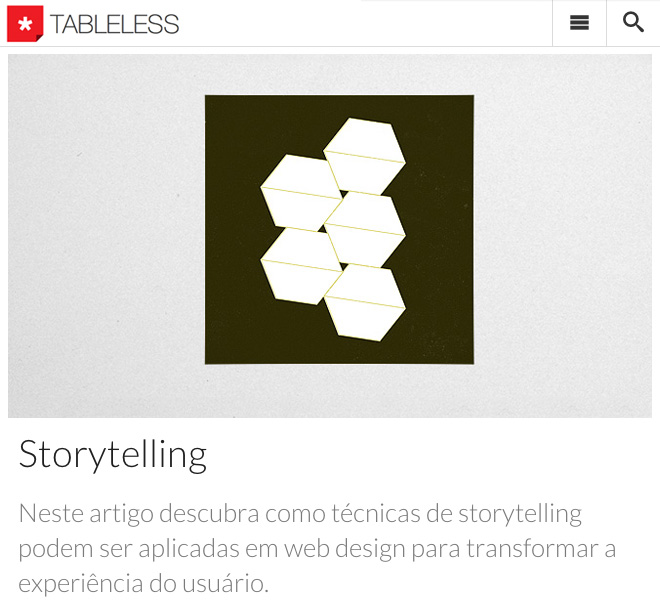 TABLELESS
Storytelling
Neste artigo descubra como técnicas de storytelling
podem ser aplicadas em web design para transformar a
experiência do usuário.